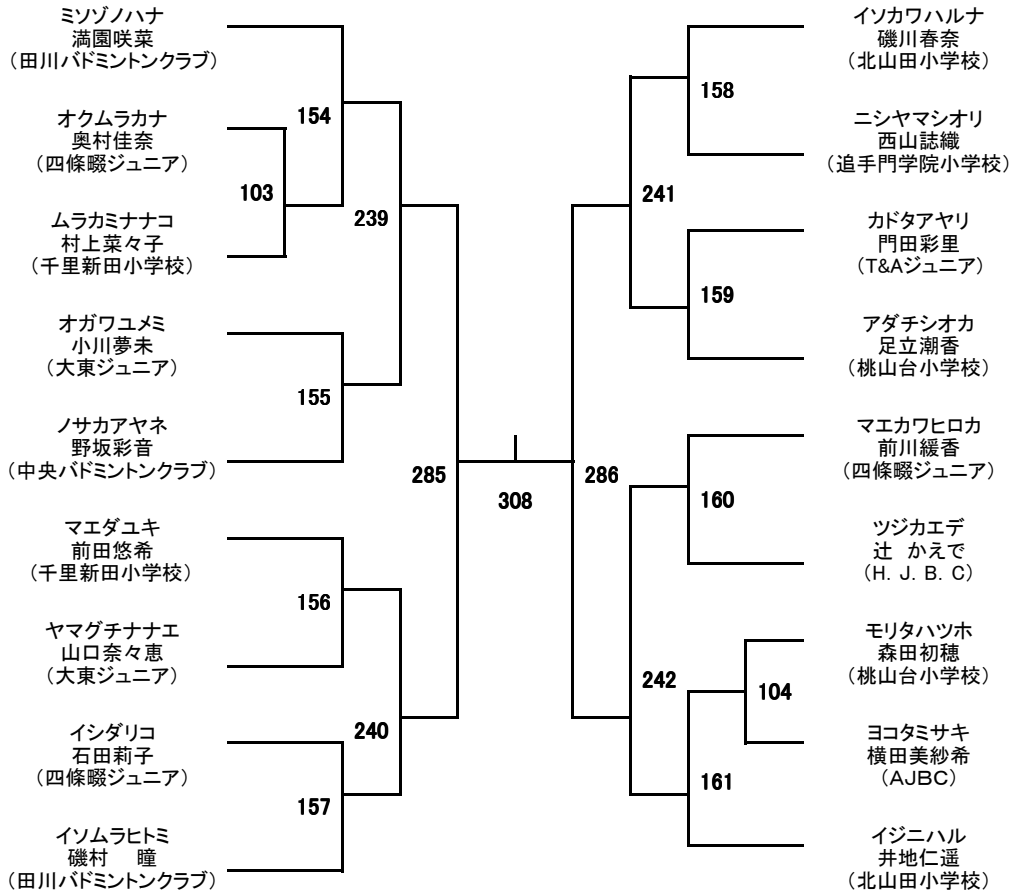 ミソゾノハナ
満園咲菜
（田川バドミントンクラブ）
154
オクムラカナ
奥村佳奈
（四條畷ジュニア）
103
ムラカミナナコ
村上菜々子
（千里新田小学校）
239
オガワユメミ
小川夢未
（大東ジュニア）
155
ノサカアヤネ
野坂彩音
（中央バドミントンクラブ）
285
マエダユキ
前田悠希
（千里新田小学校）
156
ヤマグチナナエ
山口奈々恵
（大東ジュニア）
240
イシダリコ
石田莉子
（四條畷ジュニア）
157
イソムラヒトミ
磯村　瞳
（田川バドミントンクラブ）
308
イソカワハルナ
磯川春奈
（北山田小学校）
158
ニシヤマシオリ
西山誌織
（追手門学院小学校）
241
カドタアヤリ
門田彩里
（T&Aジュニア）
159
アダチシオカ
足立潮香
（桃山台小学校）
286
マエカワヒロカ
前川緩香
（四條畷ジュニア）
160
ツジカエデ
辻　かえで
（H. J. B. C）
242
モリタハツホ
森田初穂
（桃山台小学校）
104
ヨコタミサキ
横田美紗希
（AJBC）
161
イジニハル
井地仁遥
（北山田小学校）